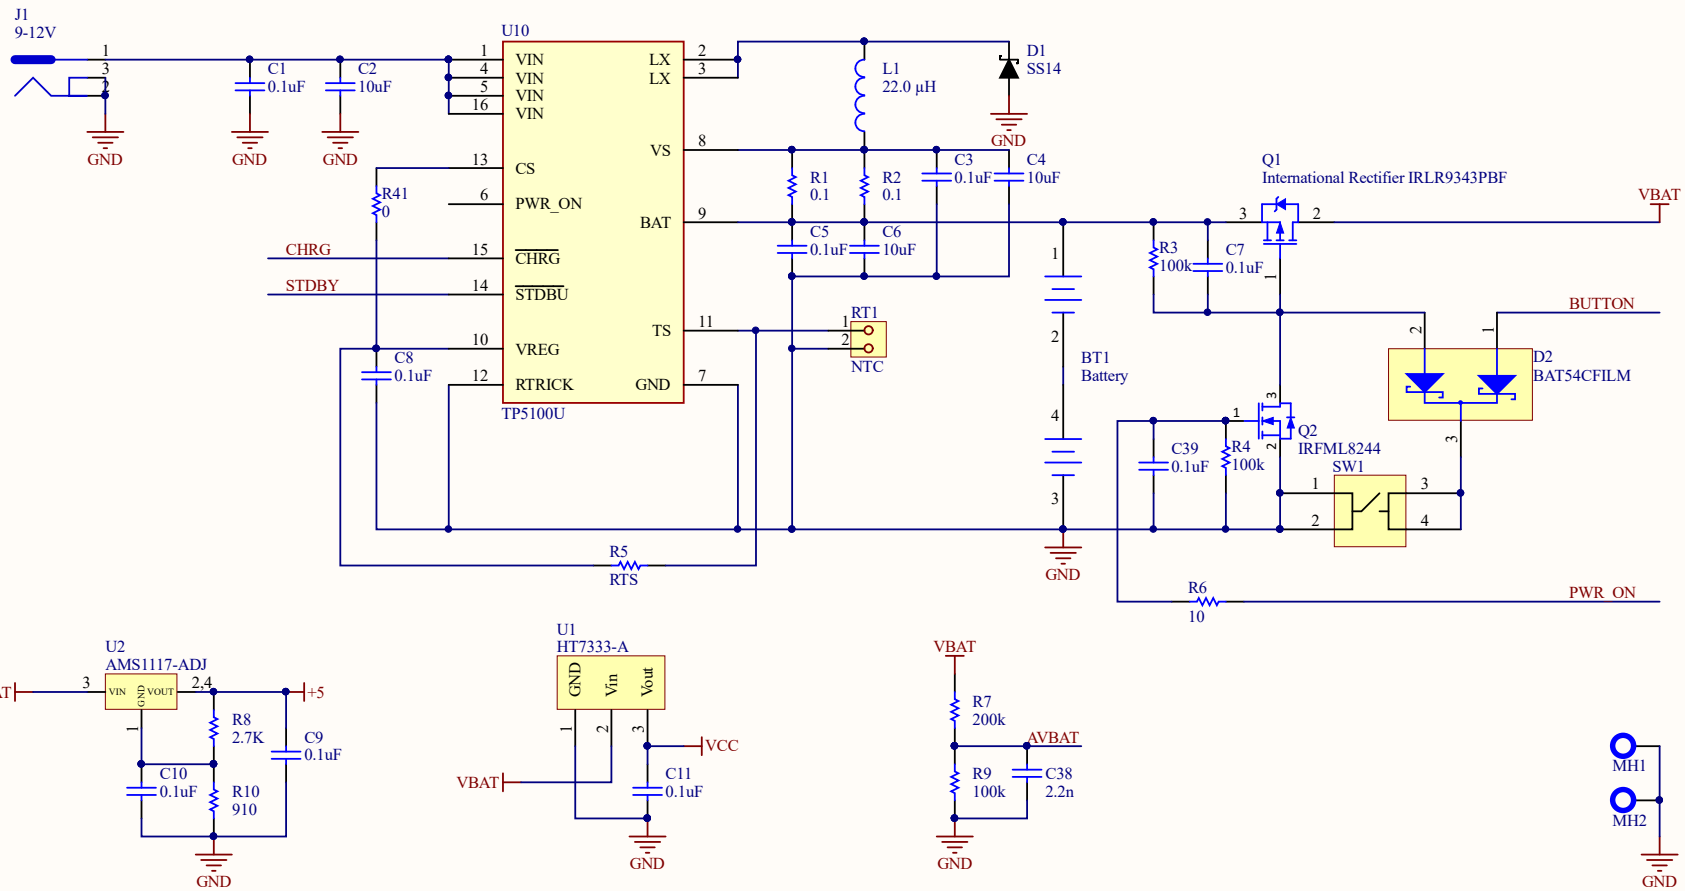 J1
9-12V
1
3
2
GND
C1
0.1uF
GND
C2
10uF
GND
U10
1
VIN
4
VIN
5
VIN
16
VIN
13
CS
6
PWR_ON
CHRG
15
CHRG
STDBY
14
STDBU
10
VREG
12
RTRICK
LX
2
LX
3
VS
8
BAT
9
TS
11
GND
7
TP5100U
R41
0
C8
0.1uF
L1
22.0 µH
D1
SS14
GND
R1
0.1
R2
0.1
C3
0.1uF
C4
10uF
C5
0.1uF
C6
10uF
RT1
1
2
NTC
R5
RTS
1
2
BT1
Battery
4
3
GND
Q1
International Rectifier IRLR9343PBF
3
2
1
VBAT
R3
100k
C7
0.1uF
BUTTON
2
1
D2
BAT54CFILM
3
3
1
2
Q2
IRFML8244
C39
0.1uF
R4
100k
SW1
1
3
2
4
R6
10
PWR_ON
U2
AMS1117-ADJ
AT
3
VIN
GND
VOUT
2,4
+5
1
R8
2.7K
C9
0.1uF
C10
0.1uF
R10
910
GND
U1
HT7333-A
GND
Vin
Vout
1
2
3
VCC
VBAT
C11
0.1uF
GND
VBAT
R7
200k
AVBAT
R9
100k
C38
2.2n
GND
MH1
MH2
GND